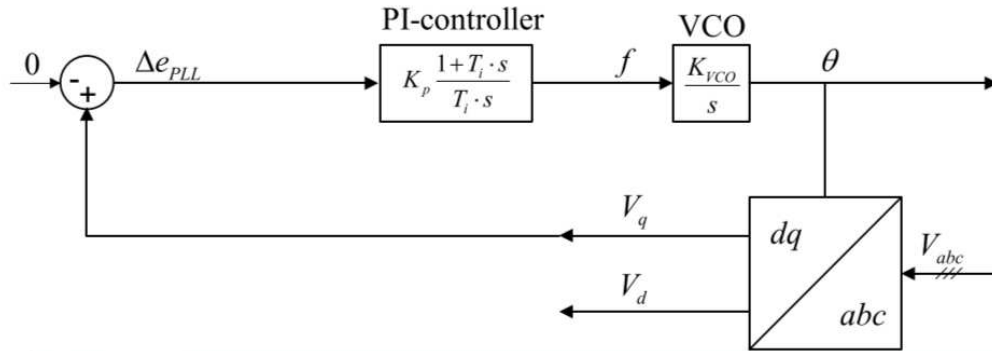 PI-controller
VCO
0
Δe_PLL
K_p (1 + T_i · s) / (T_i · s)
f
K_VCO / s
θ
-
+
V_q
dq
V_abc
V_d
abc